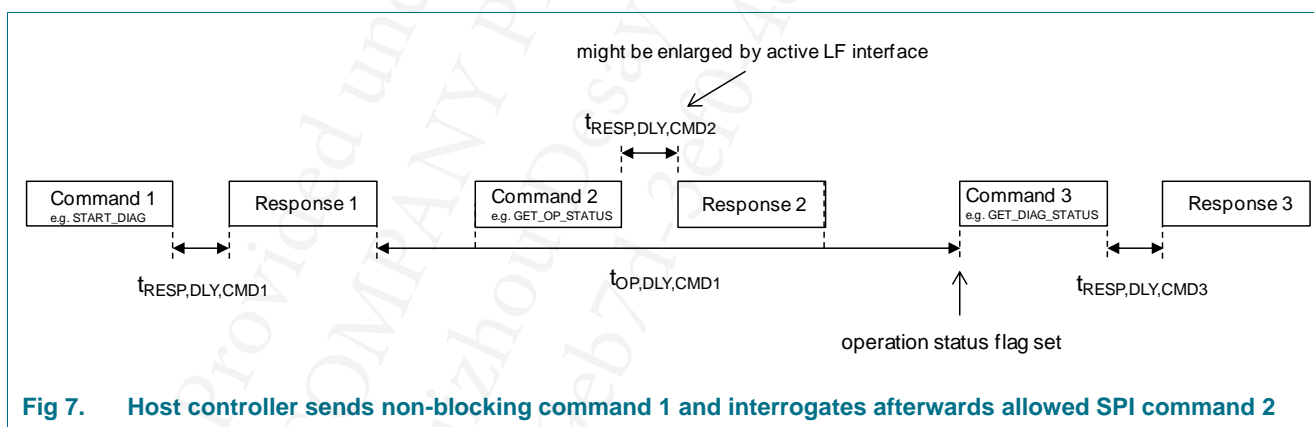 might be enlarged by active LF interface
tRESP,DLY,CMD2
Command 1
e.g. START_DIAG
Response 1
Command 2
e.g. GET_OP_STATUS
Response 2
Command 3
e.g. GET_DIAG_STATUS
Response 3
tRESP,DLY,CMD1
tOP,DLY,CMD1
tRESP,DLY,CMD3
operation status flag set
Fig 7. Host controller sends non-blocking command 1 and interrogates afterwards allowed SPI command 2